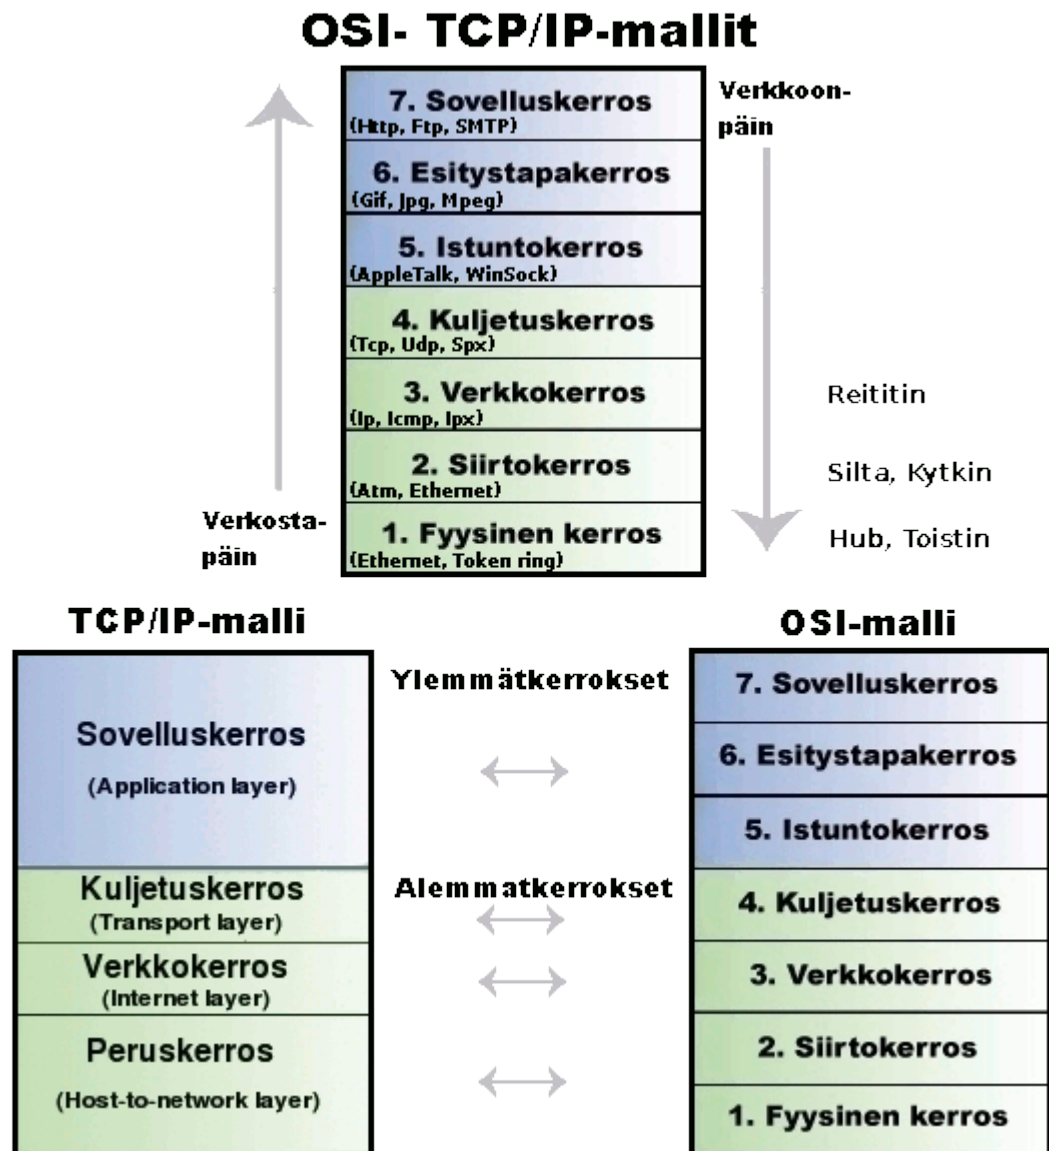 OSI- TCP/IP-mallit
7. Sovelluskerros
(Http, Ftp, SMTP)
6. Esitystapakerros
(Gif, Jpg, Mpeg)
5. Istuntokerros
(AppleTalk, WinSock)
4. Kuljetuskerros
(Tcp, Udp, Spx)
3. Verkkokerros
(Ip, Icmp, Ipx)
2. Siirtokerros
(Atm, Ethernet)
1. Fyysinen kerros
(Ethernet, Token ring)
Verkosta-
päin
Verkkoon-
päin
Reititin
Silta, Kytkin
Hub, Toistin
TCP/IP-malli
Sovelluskerros
(Application layer)
Kuljetuskerros
(Transport layer)
Verkkokerros
(Internet layer)
Peruskerros
(Host-to-network layer)
Ylemmätkerrokset
Alemmatkerrokset
OSI-malli
7. Sovelluskerros
6. Esitystapakerros
5. Istuntokerros
4. Kuljetuskerros
3. Verkkokerros
2. Siirtokerros
1. Fyysinen kerros